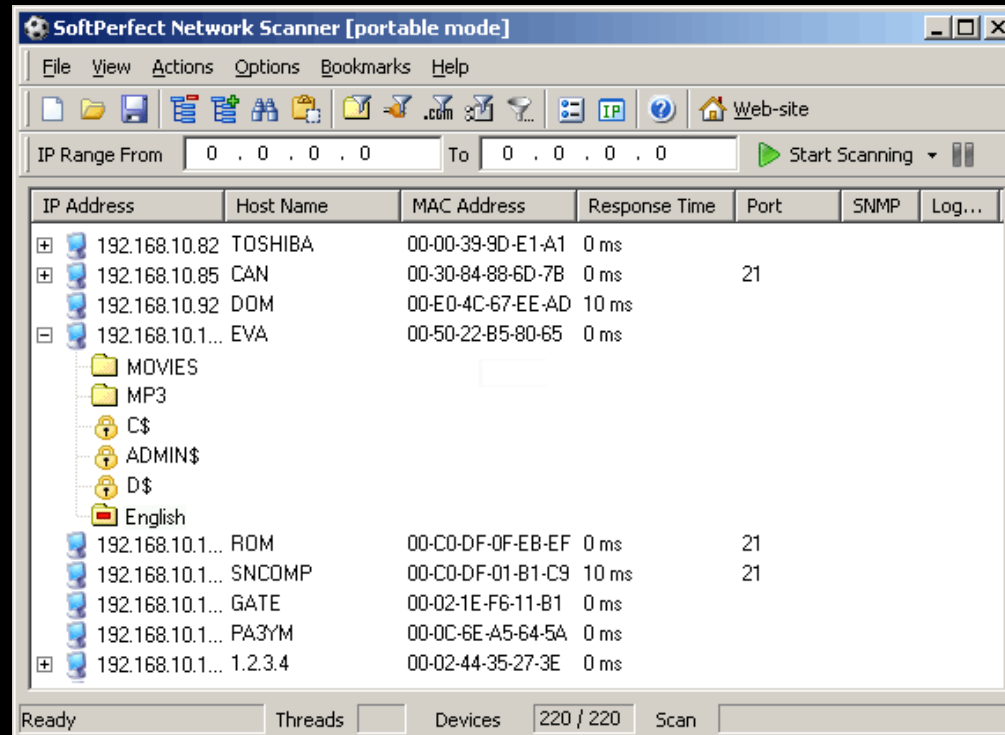 SoftPerfect Network Scanner [portable mode]
File View Actions Options Bookmarks Help
.com IP Web-site
IP Range From 0 . 0 . 0 . 0 To 0 . 0 . 0 . 0 Start Scanning
IP Address Host Name MAC Address Response Time Port SNMP Log...
192.168.10.82 TOSHIBA 00-00-39-9D-E1-A1 0 ms
192.168.10.85 CAN 00-30-84-88-6D-7B 0 ms 21
192.168.10.92 DOM 00-E0-4C-67-EE-AD 10 ms
192.168.10.1... EVA 00-50-22-B5-80-65 0 ms
MOVIES
MP3
C$
ADMIN$
D$
English
192.168.10.1... ROM 00-C0-DF-0F-EB-EF 0 ms 21
192.168.10.1... SNCOMP 00-C0-DF-01-B1-C9 10 ms 21
192.168.10.1... GATE 00-02-1E-F6-11-B1 0 ms
192.168.10.1... PA3YM 00-0C-6E-A5-64-5A 0 ms
192.168.10.1... 1.2.3.4 00-02-44-35-27-3E 0 ms
Ready Threads Devices 220 / 220 Scan